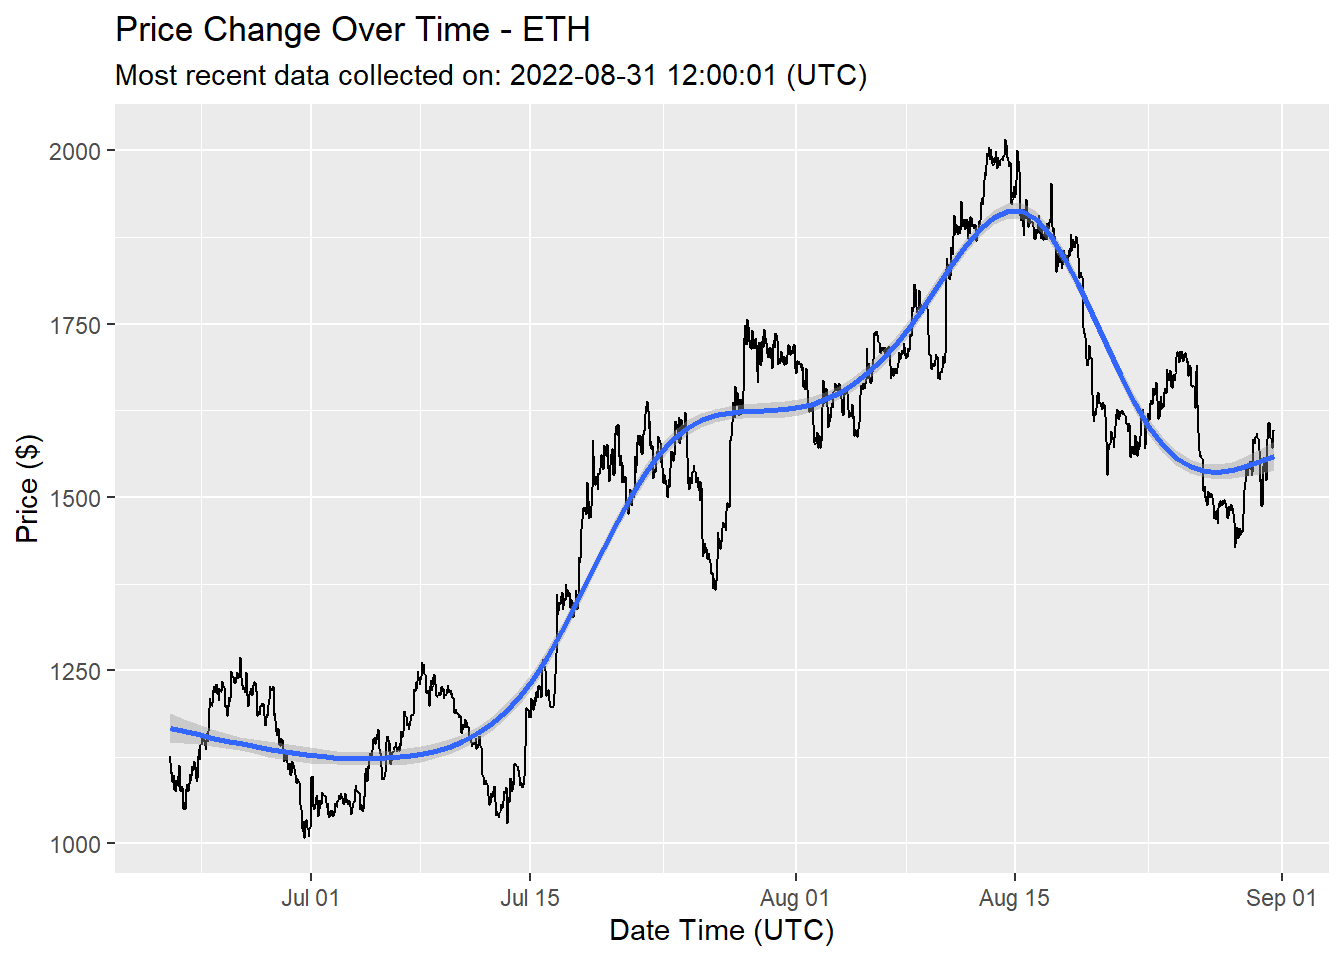 Price Change Over Time - ETH
Most recent data collected on: 2022-08-31 12:00:01 (UTC)
Price ($)
2000
1750
1500
1250
1000
Jul 01
Jul 15
Aug 01
Aug 15
Sep 01
Date Time (UTC)